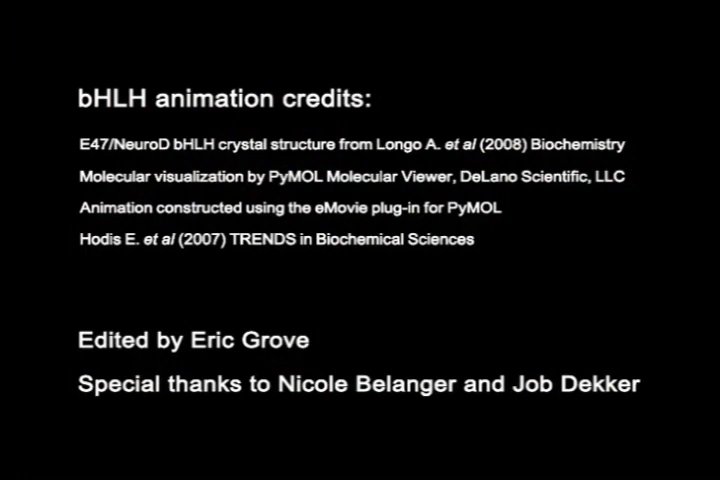 bHLH animation credits:
E47/NeuroD bHLH crystal structure from Longo A. et al (2008) Biochemistry
Molecular visualization by PyMOL Molecular Viewer, DeLano Scientific, LLC
Animation constructed using the eMovie plug-in for PyMOL
Hodis E. et al (2007) TRENDS in Biochemical Sciences
Edited by Eric Grove
Special thanks to Nicole Belanger and Job Dekker